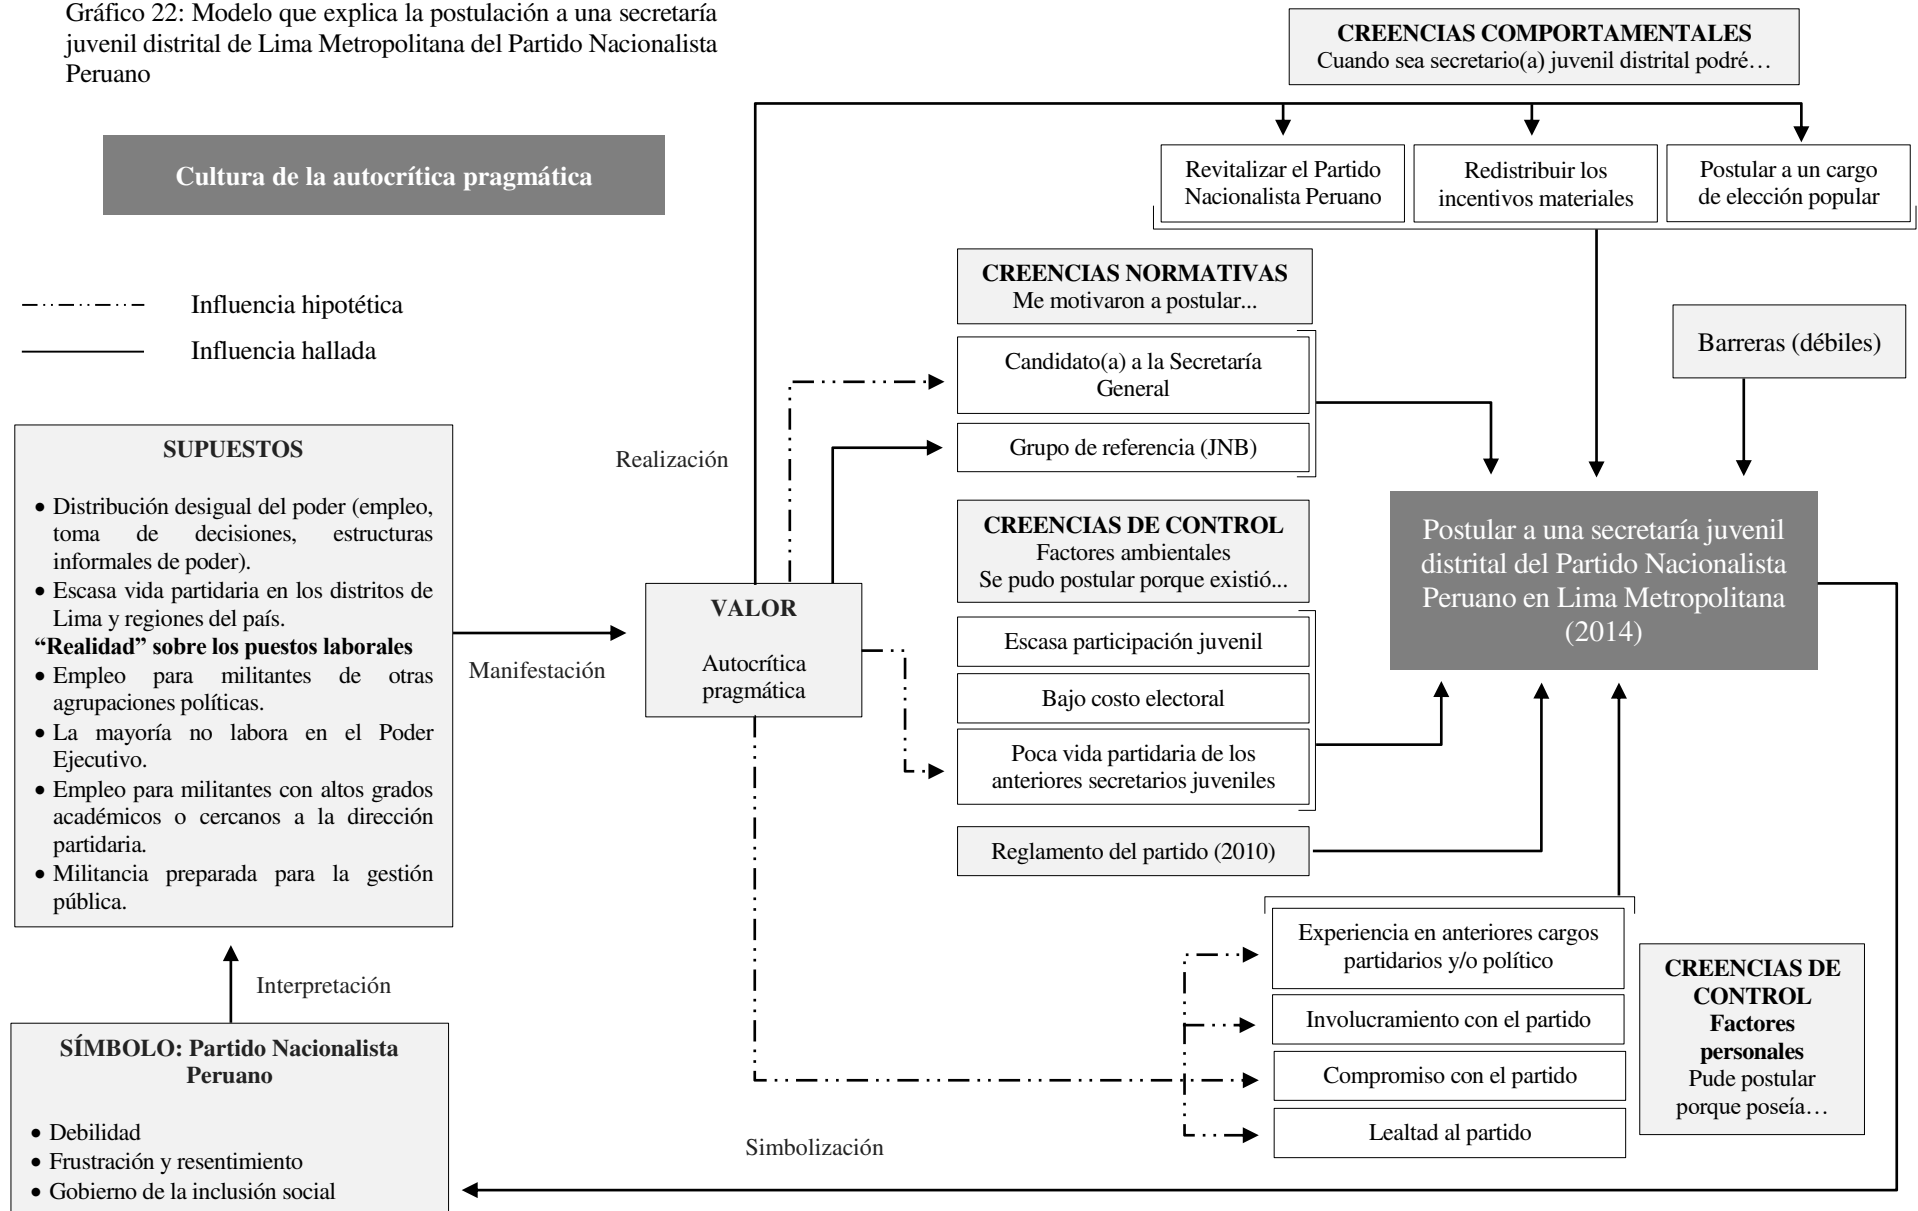 Gráfico 22: Modelo que explica la postulación a una secretaría
juvenil distrital de Lima Metropolitana del Partido Nacionalista
Peruano
CREENCIAS COMPORTAMENTALES
Cuando sea secretario(a) juvenil distrital podré…
Cultura de la autocrítica pragmática
Revitalizar el Partido
Nacionalista Peruano
Redistribuir los
incentivos materiales
Postular a un cargo
de elección popular
Influencia hipotética
Influencia hallada
CREENCIAS NORMATIVAS
Me motivaron a postular...
Candidato(a) a la Secretaría
General
Grupo de referencia (JNB)
Barreras (débiles)
Realización
SUPUESTOS
• Distribución desigual del poder (empleo,
toma de decisiones, estructuras
informales de poder).
• Escasa vida partidaria en los distritos de
Lima y regiones del país.
“Realidad” sobre los puestos laborales
• Empleo para militantes de otras
agrupaciones políticas.
• La mayoría no labora en el Poder
Ejecutivo.
• Empleo para militantes con altos grados
académicos o cercanos a la dirección
partidaria.
• Militancia preparada para la gestión
pública.
Manifestación
VALOR
Autocrítica
pragmática
CREENCIAS DE CONTROL
Factores ambientales
Se pudo postular porque existió...
Escasa participación juvenil
Bajo costo electoral
Poca vida partidaria de los
anteriores secretarios juveniles
Reglamento del partido (2010)
Postular a una secretaría juvenil
distrital del Partido Nacionalista
Peruano en Lima Metropolitana
(2014)
Experiencia en anteriores cargos
partidarios y/o político
Involucramiento con el partido
Compromiso con el partido
Lealtad al partido
CREENCIAS DE
CONTROL
Factores
personales
Pude postular
porque poseía…
Interpretación
SÍMBOLO: Partido Nacionalista
Peruano
• Debilidad
• Frustración y resentimiento
• Gobierno de la inclusión social
Simbolización